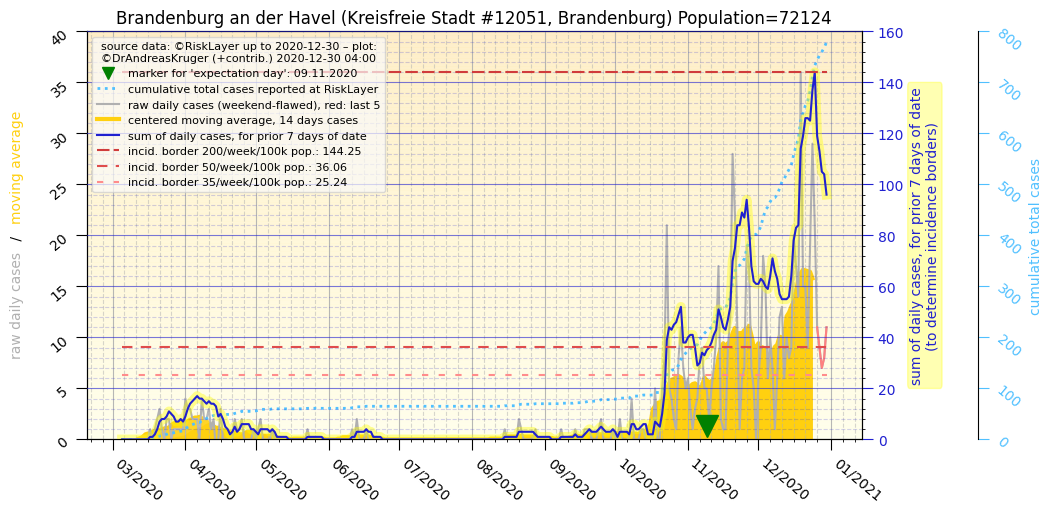 Brandenburg an der Havel (Kreisfreie Stadt #12051, Brandenburg) Population=72124
source data: ©RiskLayer up to 2020-12-30 – plot:
©DrAndreasKruger (+contrib.) 2020-12-30 04:00
marker for 'expectation day': 09.11.2020
cumulative total cases reported at RiskLayer
raw daily cases (weekend-flawed), red: last 5
centered moving average, 14 days cases
sum of daily cases, for prior 7 days of date
incid. border 200/week/100k pop.: 144.25
incid. border 50/week/100k pop.: 36.06
incid. border 35/week/100k pop.: 25.24
raw daily cases / moving average
40
35
30
25
20
15
10
5
0
03/2020
04/2020
05/2020
06/2020
07/2020
08/2020
09/2020
10/2020
11/2020
12/2020
01/2021
160
140
120
100
80
60
40
20
0
sum of daily cases, for prior 7 days of date
(to determine incidence borders)
800
700
600
500
400
300
200
100
0
cumulative total cases